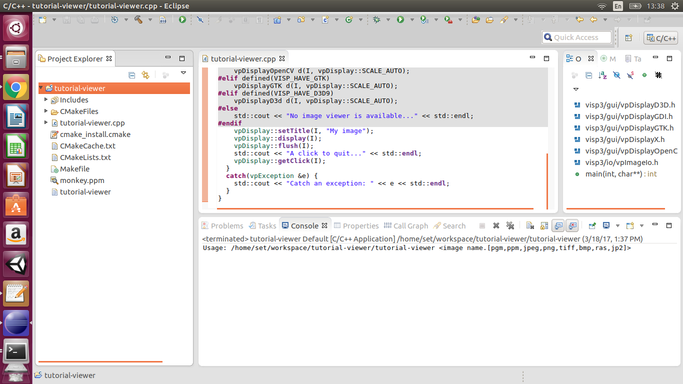 C/C++ - tutorial-viewer/tutorial-viewer.cpp - Eclipse
En
13:38
Quick Access
C/C++
Project Explorer
tutorial-viewer
Includes
CMakeFiles
tutorial-viewer.cpp
cmake_install.cmake
CMakeCache.txt
CMakeLists.txt
Makefile
monkey.ppm
tutorial-viewer
tutorial-viewer.cpp
vpDisplayOpenCV d(I, vpDisplay::SCALE_AUTO);
#elif defined(VISP_HAVE_GTK)
vpDisplayGTK d(I, vpDisplay::SCALE_AUTO);
#elif defined(VISP_HAVE_D3D9)
vpDisplayD3d d(I, vpDisplay::SCALE_AUTO);
#else
std::cout << "No image viewer is available..." << std::endl;
#endif
vpDisplay::setTitle(I, "My image");
vpDisplay::display(I);
vpDisplay::flush(I);
std::cout << "A click to quit..." << std::endl;
vpDisplay::getClick(I);
}
catch(vpException &e) {
std::cout << "Catch an exception: " << e << std::endl;
}
}
O
M
Ta
visp3/gui/vpDisplayD3D.h
visp3/gui/vpDisplayGDI.h
visp3/gui/vpDisplayGTK.h
visp3/gui/vpDisplayX.h
visp3/gui/vpDisplayOpenC
visp3/io/vpImageIo.h
main(int, char**) : int
Problems
Tasks
Console
Properties
Call Graph
Search
<terminated> tutorial-viewer Default [C/C++ Application] /home/set/workspace/tutorial-viewer/tutorial-viewer (3/18/17, 1:37 PM)
Usage: /home/set/workspace/tutorial-viewer/tutorial-viewer <image name.[pgm,ppm,jpeg,png,tiff,bmp,ras,jp2]>
tutorial-viewer